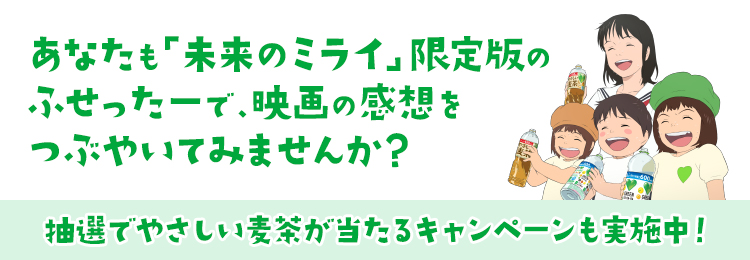 あなたも「未来のミライ」限定版の
ふせったーで、映画の感想を
つぶやいてみませんか？
抽選でやさしい麦茶が当たるキャンペーンも実施中！